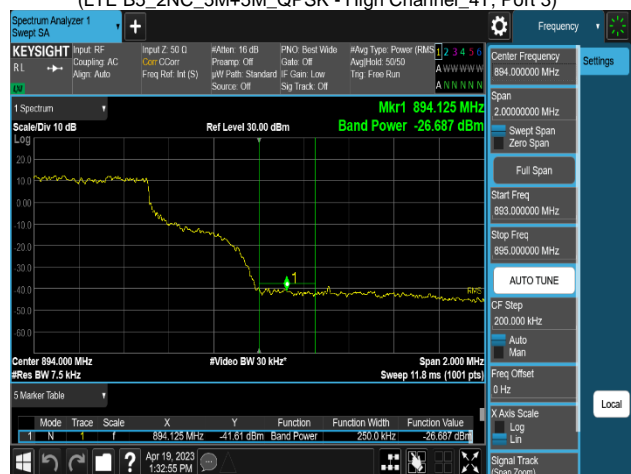 (LTE B5_2NC_5M+5M_QPSK - High Channel_4T, Port 3)
Spectrum Analyzer 1
Swept SA
Frequency
KEYSIGHT
Input: RF
Coupling: AC
Align: Auto
Input Z: 50 Ω
Corr CCorr
Freq Ref: Int (S)
#Atten: 16 dB
Preamp: Off
µW Path: Standard
Source: Off
PNO: Best Wide
Gate: Off
IF Gain: Low
Sig Track: Off
#Avg Type: Power (RMS)
Avg|Hold: 50/50
Trig: Free Run
1 2 3 4 5 6
A W W W W W
A N N N N N
R L
1 Spectrum
Scale/Div 10 dB
Log
Ref Level 30.00 dBm
Mkr1 894.125 MHz
Band Power -26.687 dBm
20.0
10.0
0.00
-10.0
-20.0
-30.0
-40.0
-50.0
-60.0
1
RMS
Center 894.000 MHz
#Res BW 7.5 kHz
#Video BW 30 kHz*
Span 2.000 MHz
Sweep 11.8 ms (1001 pts)
5 Marker Table
Mode Trace Scale X Y Function Function Width Function Value
1 N 1 f 894.125 MHz -41.61 dBm Band Power 250.0 kHz -26.687 dBm
Apr 19, 2023
1:32:55 PM
Center Frequency
894.000000 MHz
Settings
Span
2.00000000 MHz
Swept Span
Zero Span
Full Span
Start Freq
893.000000 MHz
Stop Freq
895.000000 MHz
AUTO TUNE
CF Step
200.000 kHz
Auto
Man
Freq Offset
0 Hz
X Axis Scale
Log
Lin
Local
Signal Track
(Span Zoom)